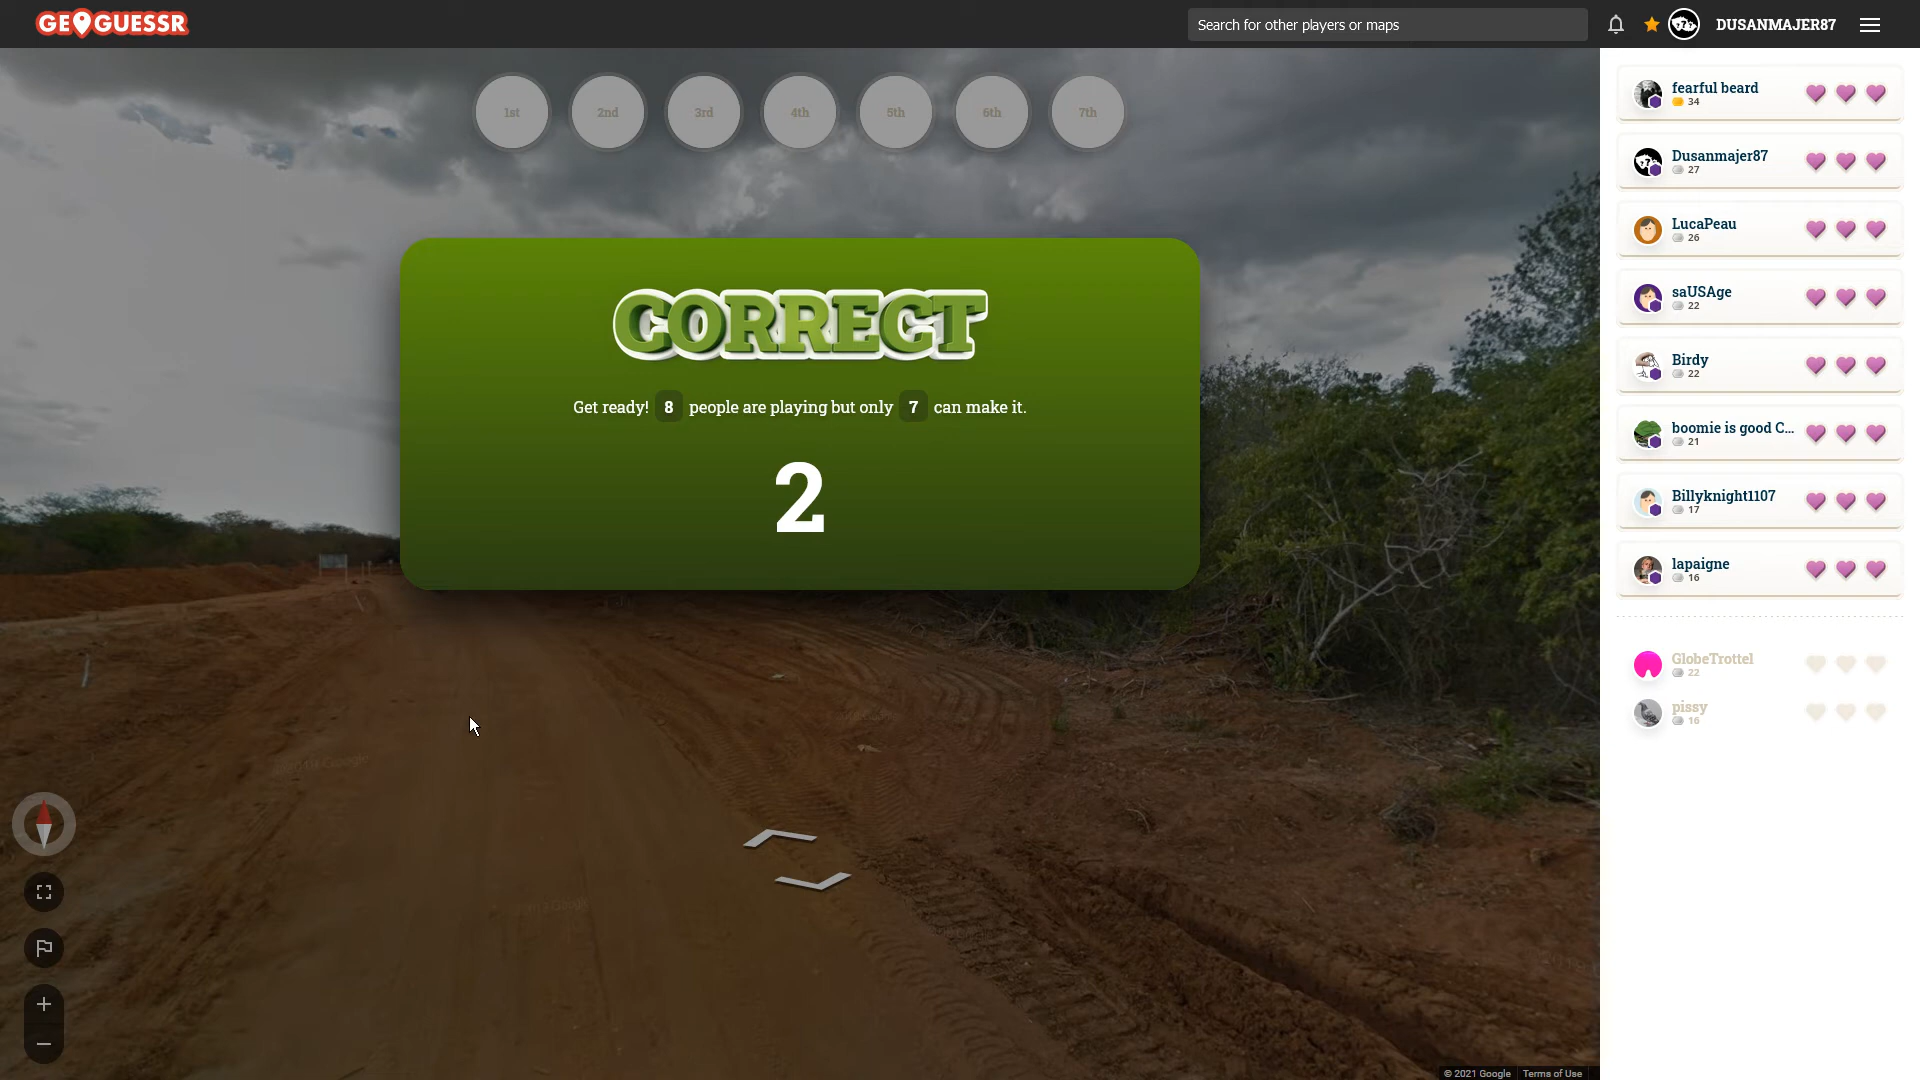 GEOGUESSR
Search for other players or maps
DUSANMAJER87
1st
2nd
3rd
4th
5th
6th
7th
CORRECT
Get ready! 8 people are playing but only 7 can make it.
2
fearful beard
34
Dusanmajer87
27
LucaPeau
26
saUSAge
22
Birdy
22
boomie is good C...
21
Billyknight1107
17
lapaigne
16
GlobeTrottel
22
pissy
16
© 2021 Google
Terms of Use